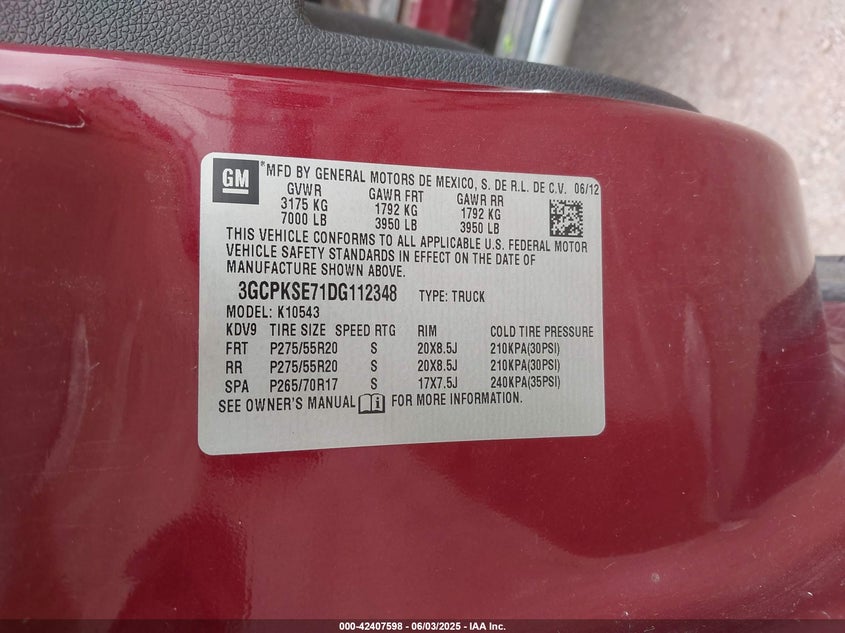 GM
*MFD BY GENERAL MOTORS DE MEXICO, S. DE R.L. DE C.V. 06/12
GVWR GAWR FRT GAWR RR
3175 KG 1792 KG 1792 KG
7000 LB 3950 LB 3950 LB
THIS VEHICLE CONFORMS TO ALL APPLICABLE U.S. FEDERAL MOTOR
VEHICLE SAFETY STANDARDS IN EFFECT ON THE DATE OF
MANUFACTURE SHOWN ABOVE.
3GCPKSE71DG112348 TYPE: TRUCK
MODEL: K10543
KDV9 TIRE SIZE SPEED RTG RIM COLD TIRE PRESSURE
FRT P275/55R20 S 20X8.5J 210KPA(30PSI)
RR P275/55R20 S 20X8.5J 210KPA(30PSI)
SPA P265/70R17 S 17X7.5J 240KPA(35PSI)
SEE OWNER'S MANUAL FOR MORE INFORMATION.
000-42407598 - 06/03/2025 - IAA Inc.